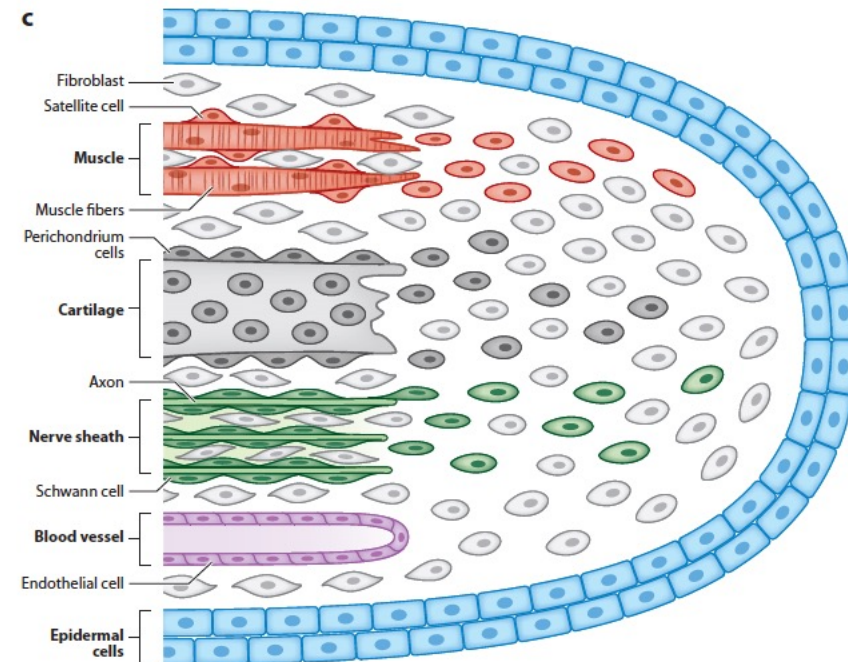 c
Fibroblast
Satellite cell
Muscle
Muscle fibers
Perichondrium
cells
Cartilage
Axon
Nerve sheath
Schwann cell
Blood vessel
Endothelial cell
Epidermal
cells